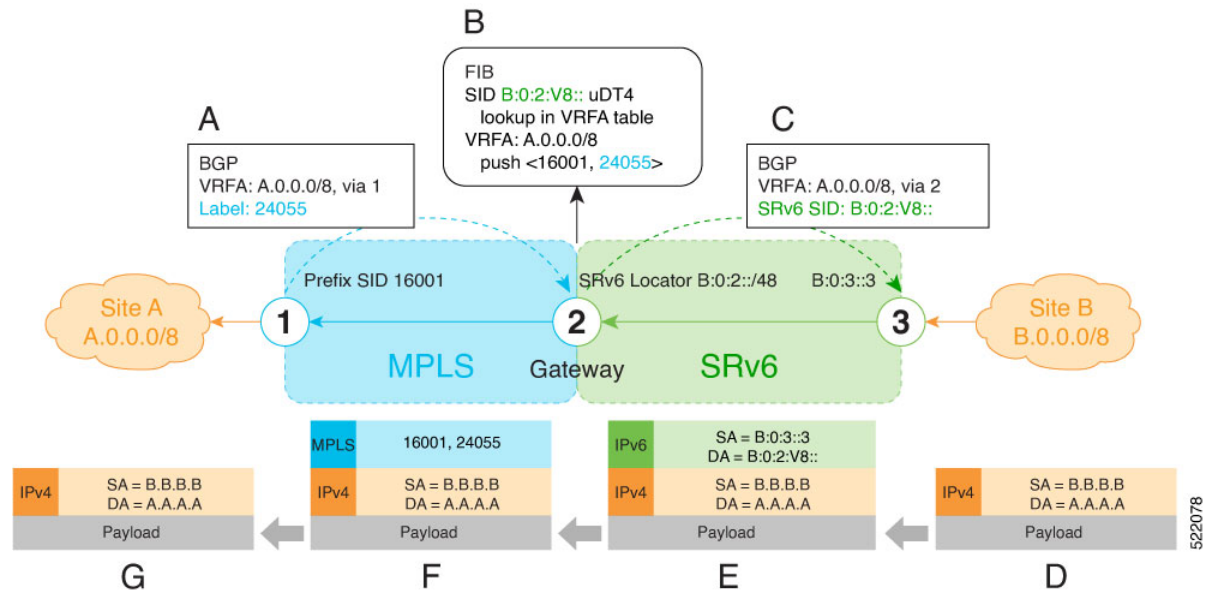 B
FIB
SID B:0:2:V8:: uDT4
lookup in VRFA table
VRFA: A.0.0.0/8
push <16001, 24055>
A
BGP
VRFA: A.0.0.0/8, via 1
Label: 24055
C
BGP
VRFA: A.0.0.0/8, via 2
SRv6 SID: B:0:2:V8::
Prefix SID 16001
SRv6 Locator B:0:2::/48
B:0:3::3
Site A
A.0.0.0/8
1
2
3
Site B
B.0.0.0/8
MPLS
Gateway
SRv6
IPv4
SA = B.B.B.B
DA = A.A.A.A
Payload
G
MPLS
16001, 24055
IPv4
SA = B.B.B.B
DA = A.A.A.A
Payload
F
IPv6
SA = B:0:3::3
DA = B:0:2:V8::
IPv4
SA = B.B.B.B
DA = A.A.A.A
Payload
E
IPv4
SA = B.B.B.B
DA = A.A.A.A
Payload
D
522078